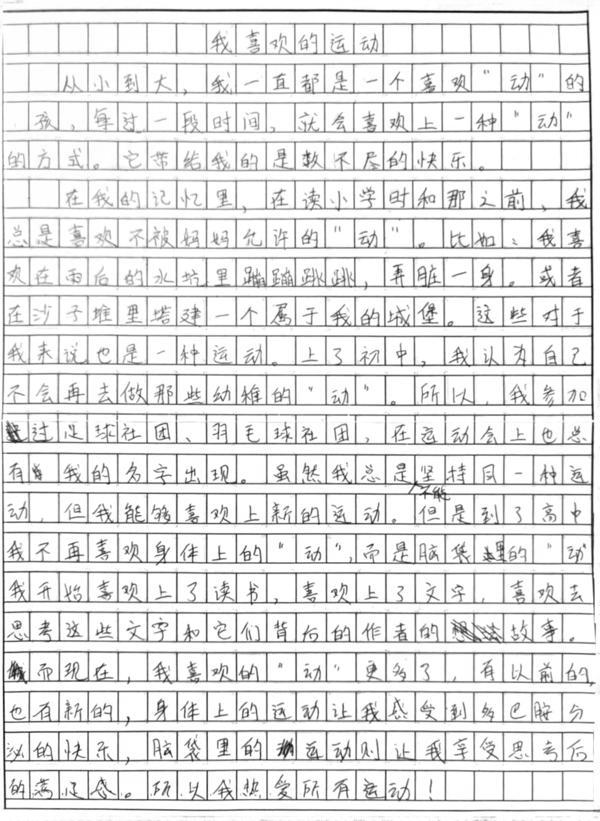 我喜欢的运动
从小到大，我一直都是一个喜欢“动”的
孩，每过一段时间，就会喜欢上一种“动”
的方式。它带给我的是数不尽的快乐。
在我的记忆里，在读小学时和那之前，我
总是喜欢不被妈妈允许的“动”。比如：我喜
欢在雨后的水坑里蹦蹦跳跳，弄脏一身。或者
在沙子堆里塔建一个属于我的城堡。这些对于
我来说也是一种运动。上了初中，我认为自己
不会再去做那些幼稚的“动”。所以，我参加
过足球社团、羽毛球社团，在运动会上也总
有我的名字出现。虽然我总是不能坚持同一种运
动，但我能够喜欢上新的运动。但是到了高中
我不再喜欢身体上的“动”，而是脑袋里的“动”
我开始喜欢上了读书，喜欢上了文字，喜欢去
思考这些文字和它们背后的作者的故事。
而现在，我喜欢的“动”更多了，有以前的，
也有新的，身体上的运动让我感受到多巴胺分
泌的快乐，脑袋里的运动则让我享受思考后
的满足感。所以我热爱所有运动！